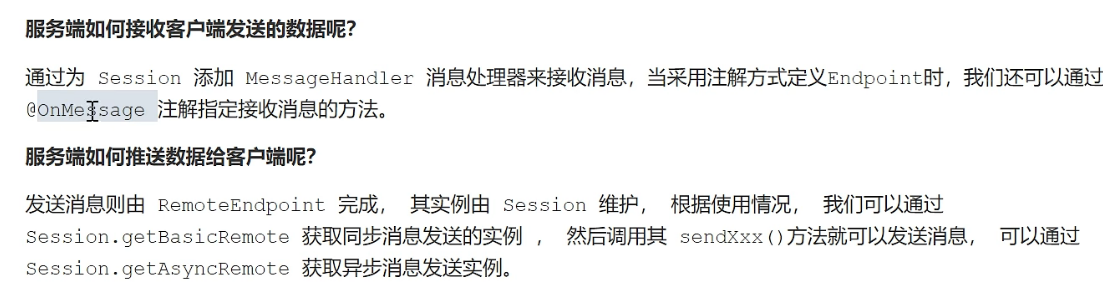 服务端如何接收客户端发送的数据呢？
通过为 Session 添加 MessageHandler 消息处理器来接收消息，当采用注解方式定义Endpoint时，我们还可以通过
@OnMessage 注解指定接收消息的方法。
服务端如何推送数据给客户端呢？
发送消息则由 RemoteEndpoint 完成， 其实例由 Session 维护， 根据使用情况， 我们可以通过
Session.getBasicRemote 获取同步消息发送的实例 ， 然后调用其 sendXxx()方法就可以发送消息， 可以通过
Session.getAsyncRemote 获取异步消息发送实例。